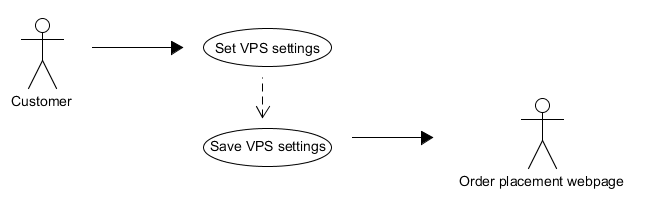 Set VPS settings
Customer
Save VPS settings
Order placement webpage